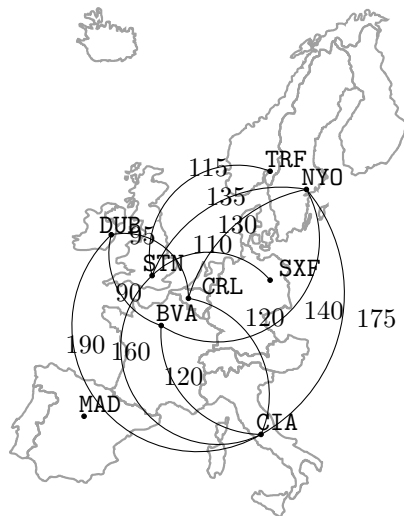 TRF
115
NYO
135
DUB
95
130
110
STN
SXF
CRL
90
BVA
120
140
175
190
160
120
MAD
CIA